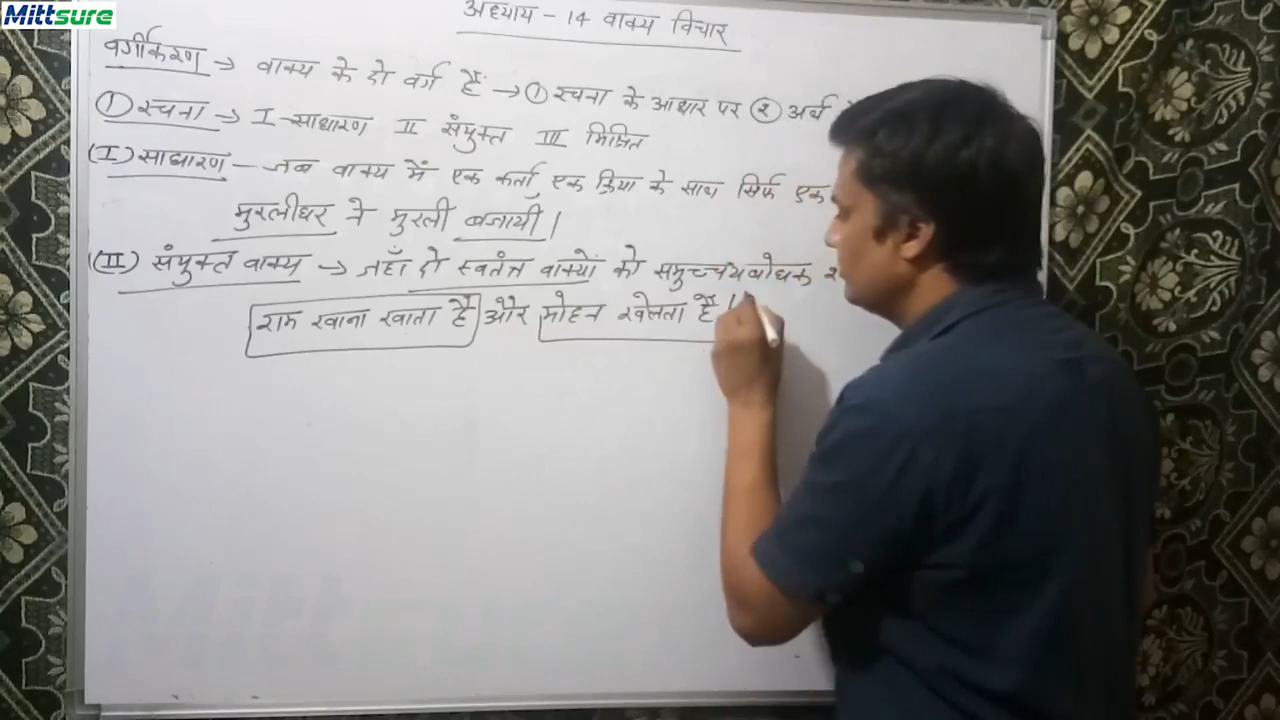 Mittsure
अध्याय - 14 वाक्य विचार
वर्गीकरण → वाक्य के दो वर्ग हैं → ① रचना के आधार पर ② अर्थ
① रचना → I साधारण II संयुक्त III मिश्रित
(I) साधारण - जब वाक्य में एक कर्ता, एक क्रिया के साथ सिर्फ एक
मुरलीधर ने मुरली बजायी।
(II) संयुक्त वाक्य → जहाँ दो स्वतंत्र वाक्यों को समुच्चयबोधक
राम खाना खाता है और मोहन खेलता है।